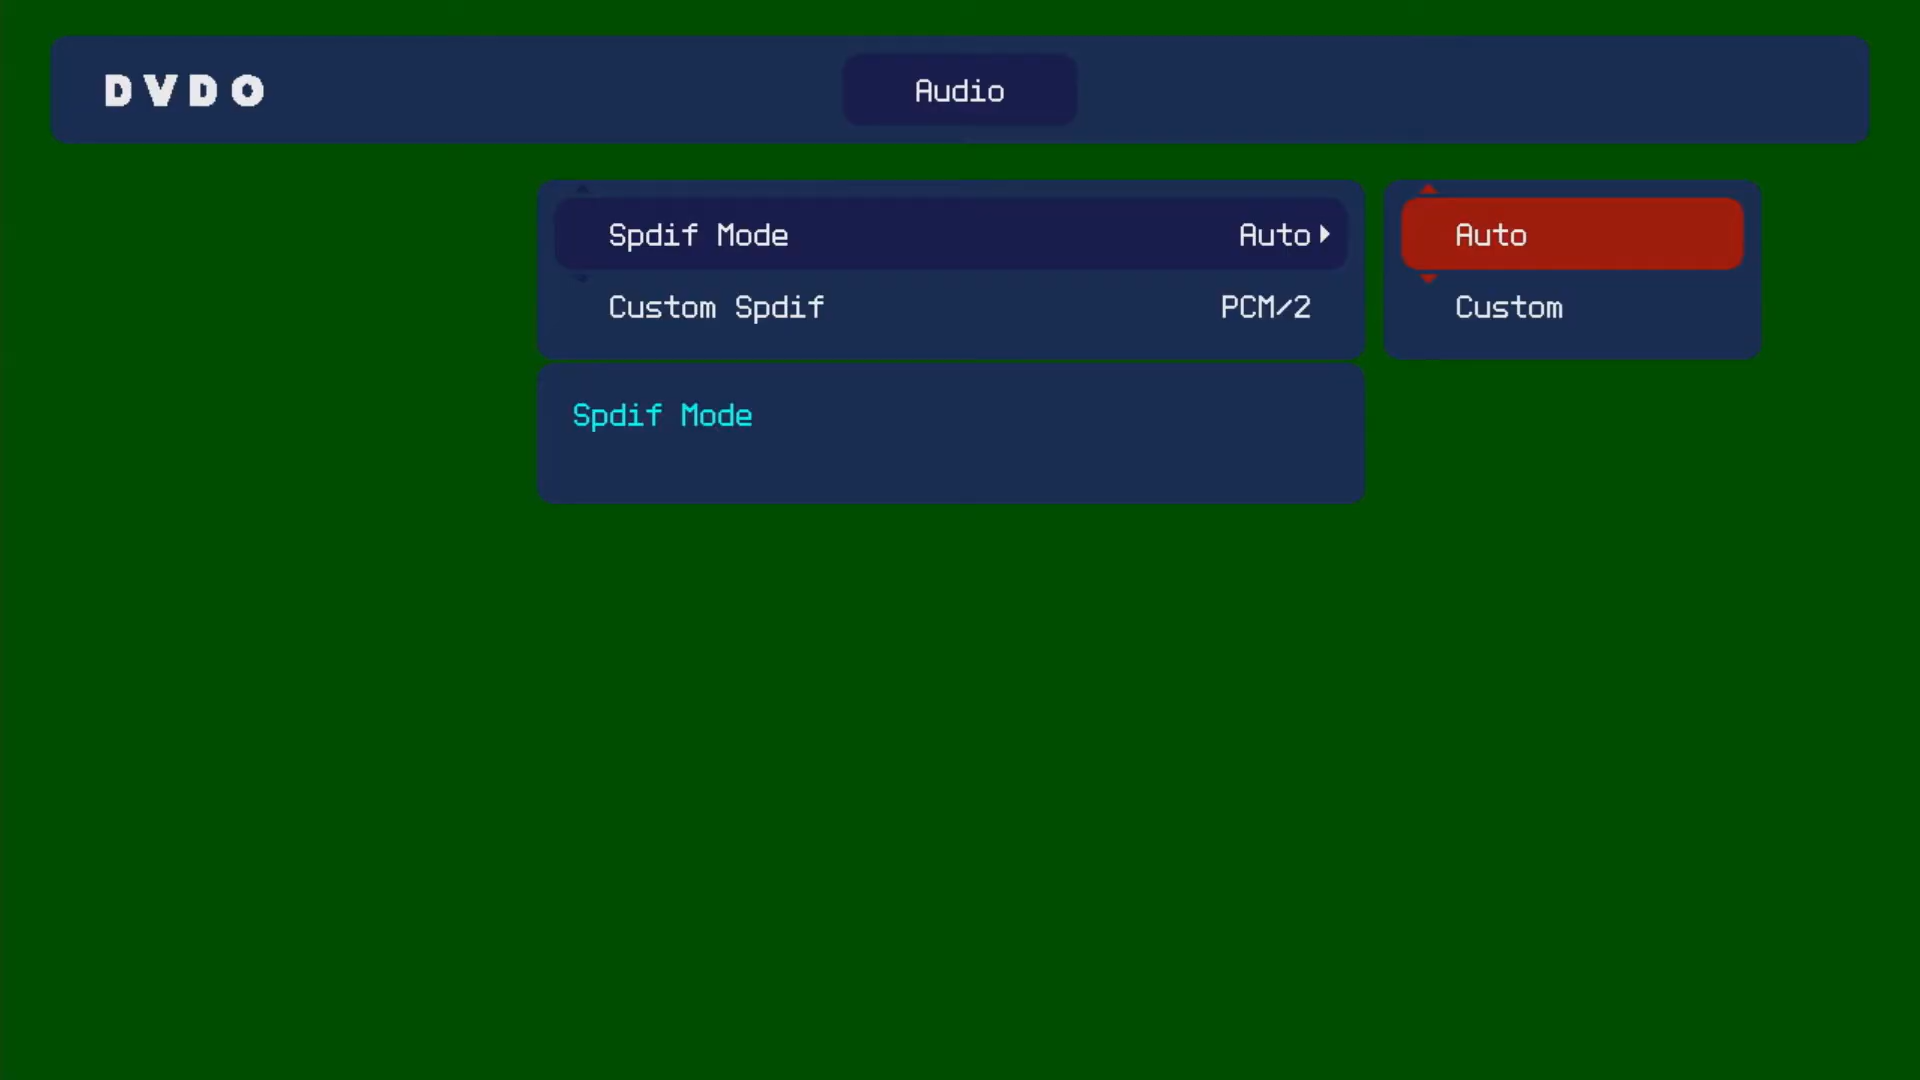 DVDO
Audio
Spdif Mode Auto
Custom Spdif PCM/2
Auto
Custom
Spdif Mode